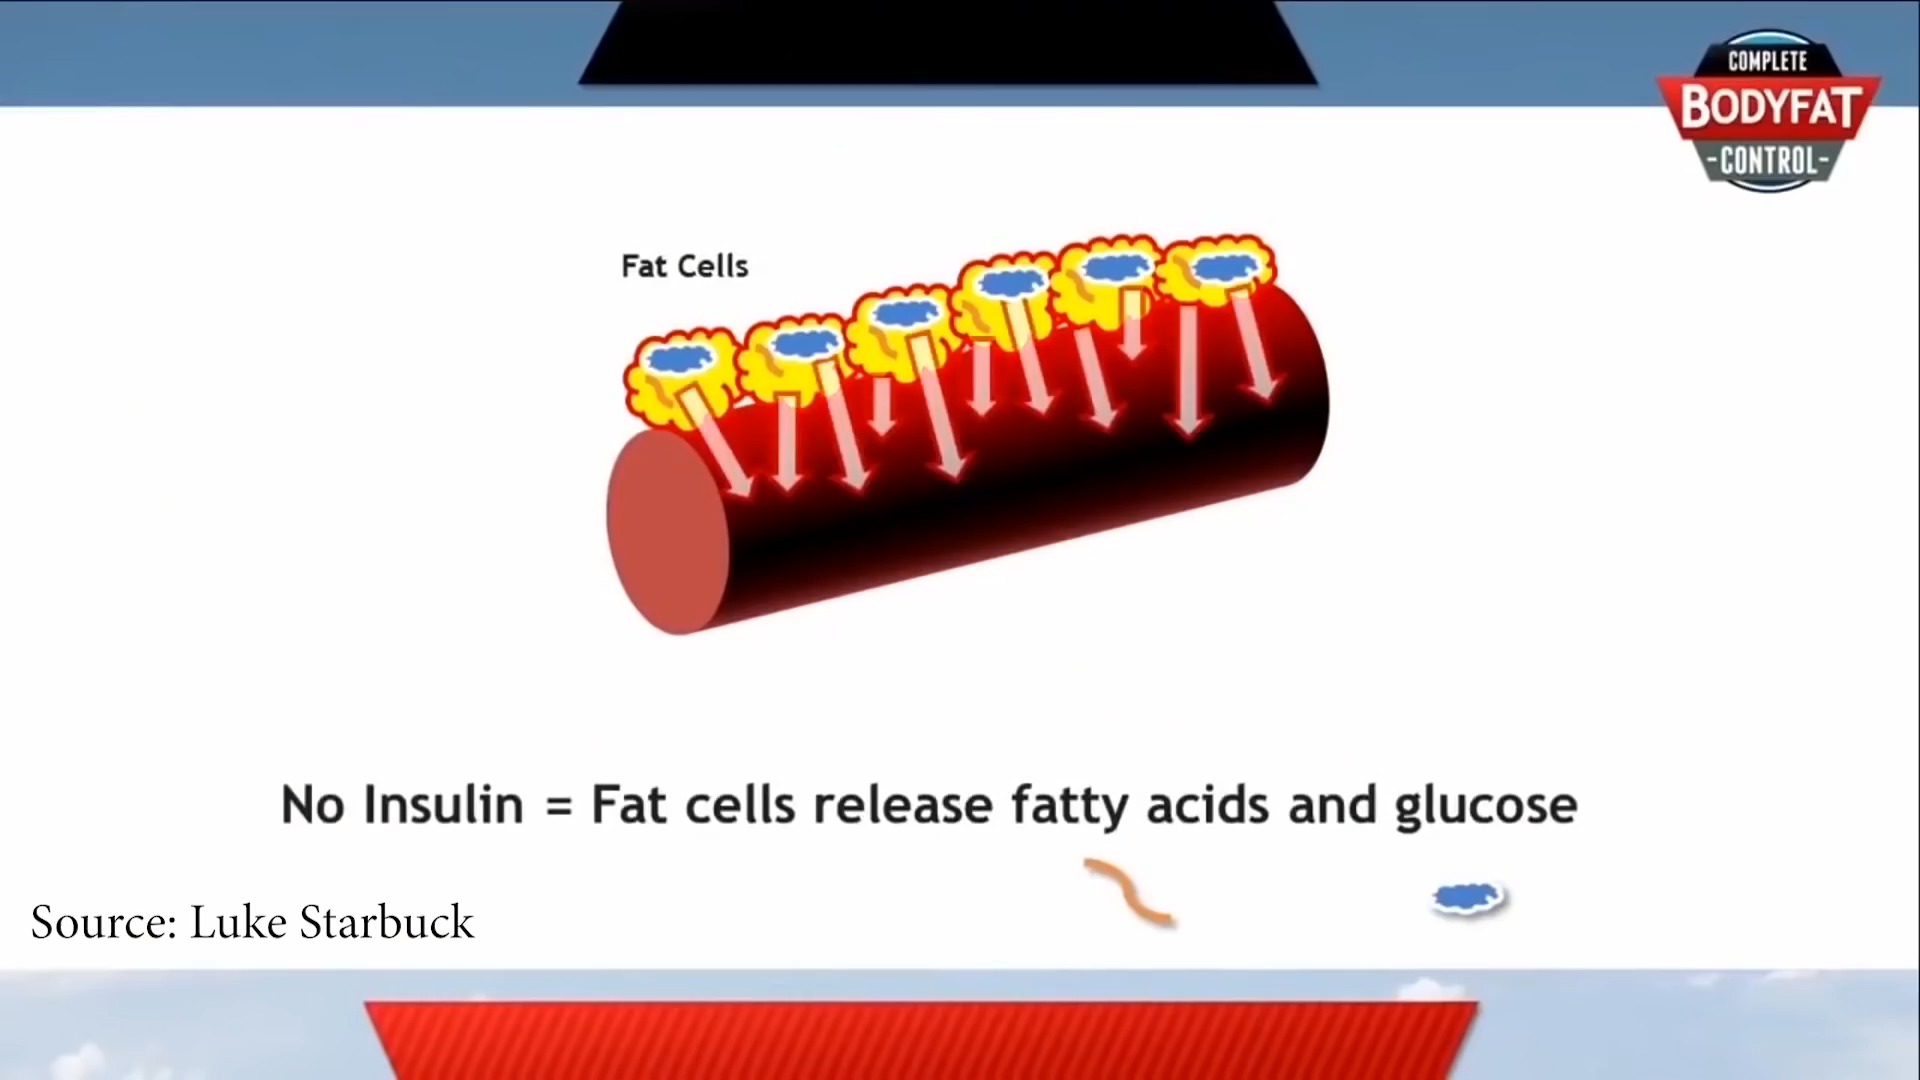 COMPLETE
BODYFAT
-CONTROL-
Fat Cells
No Insulin = Fat cells release fatty acids and glucose
Source: Luke Starbuck